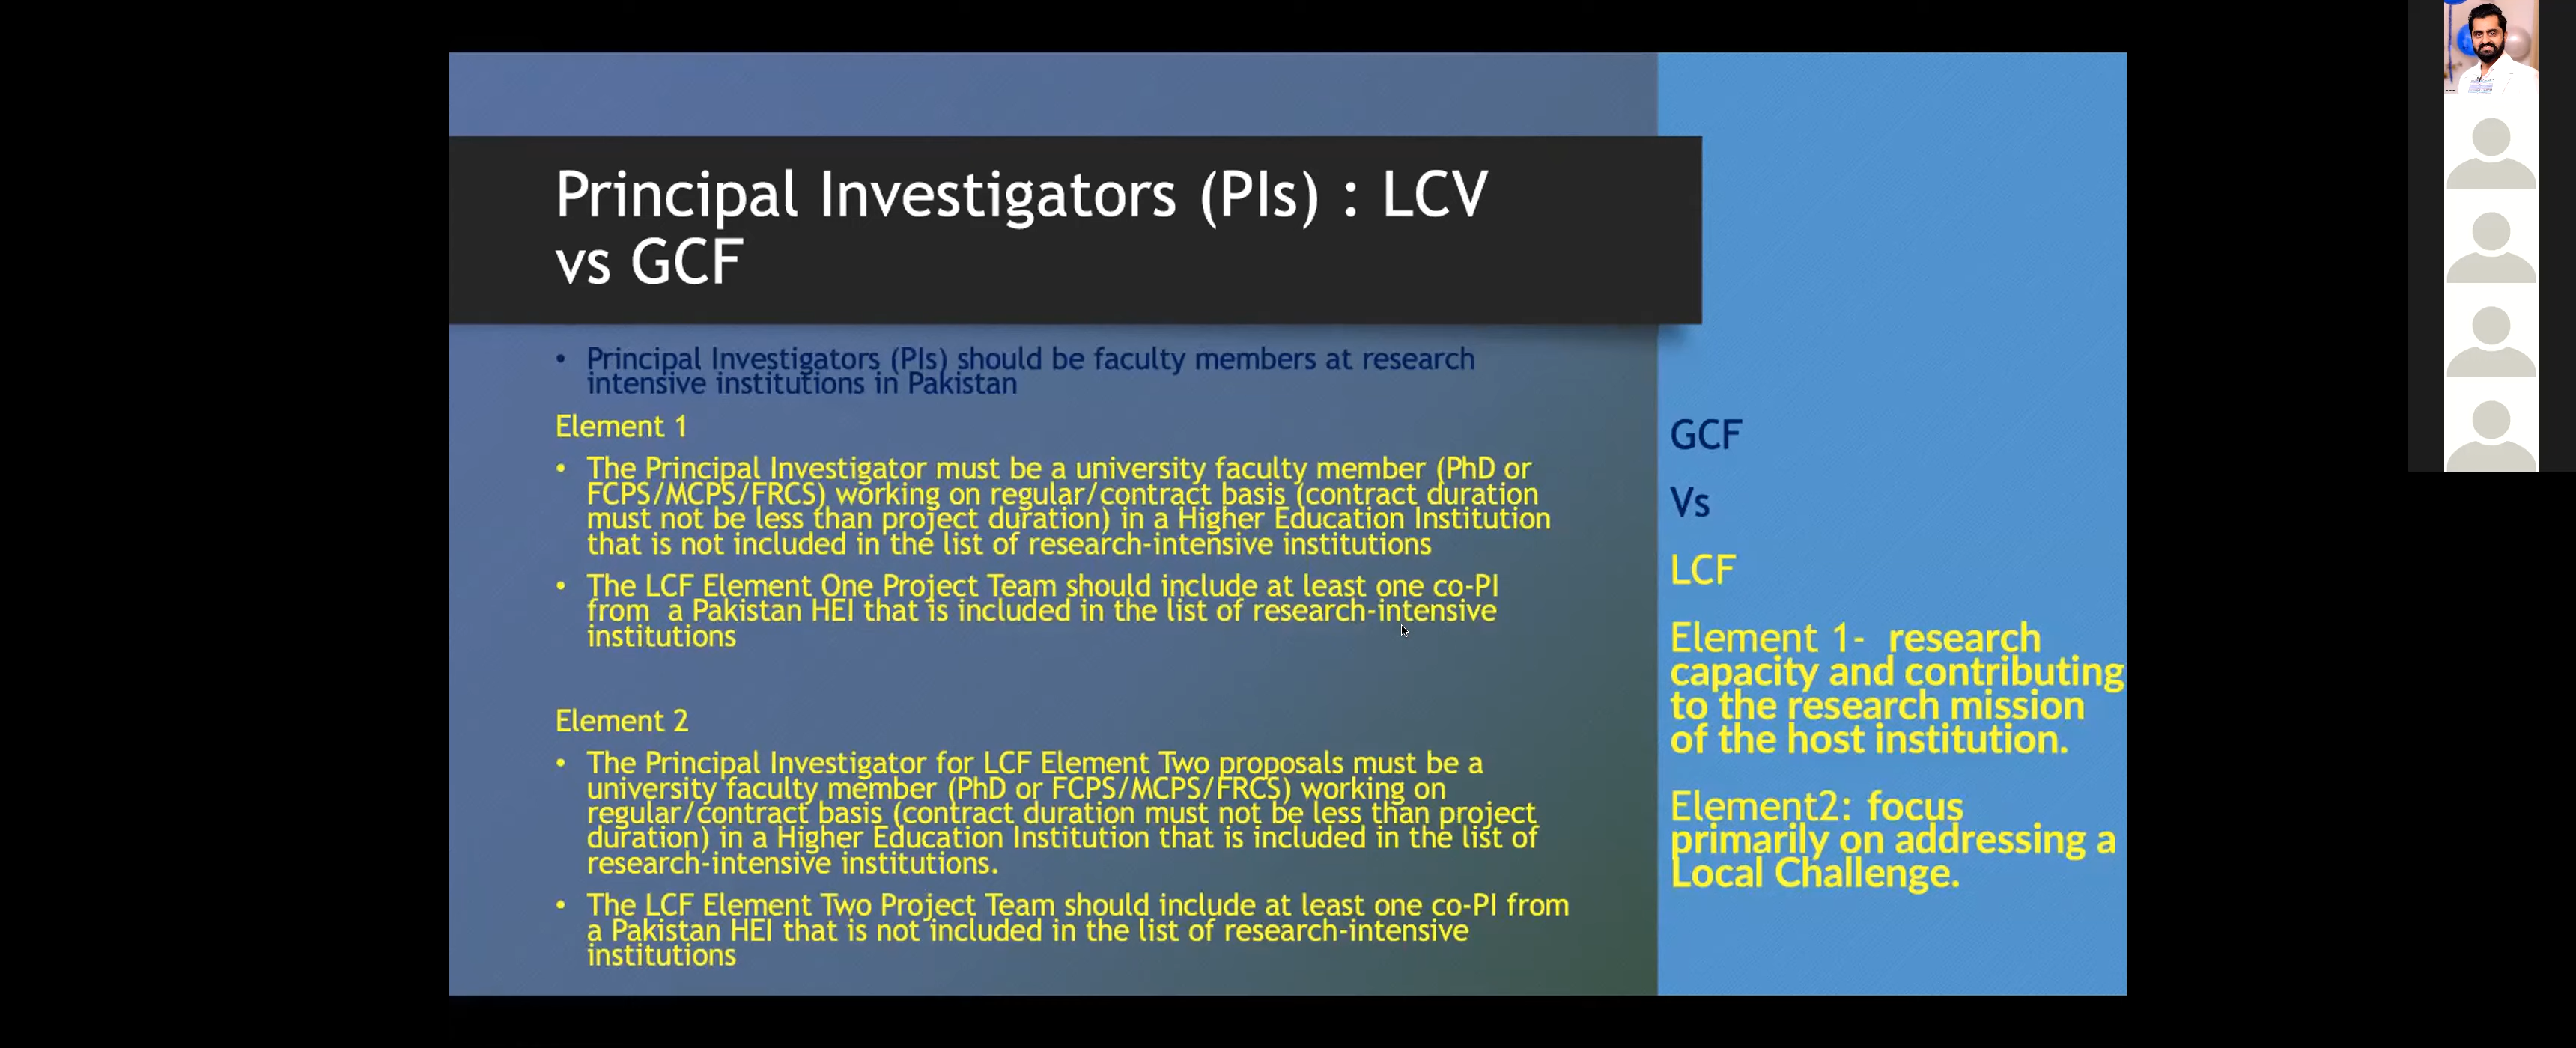 Principal Investigators (PIs) : LCV
vs GCF
• Principal Investigators (PIs) should be faculty members at research
intensive institutions in Pakistan
Element 1
• The Principal Investigator must be a university faculty member (PhD or
FCPS/MCPS/FRCS) working on regular/contract basis (contract duration
must not be less than project duration) in a Higher Education Institution
that is not included in the list of research-intensive institutions
• The LCF Element One Project Team should include at least one co-PI
from a Pakistan HEI that is included in the list of research-intensive
institutions
Element 2
• The Principal Investigator for LCF Element Two proposals must be a
university faculty member (PhD or FCPS/MCPS/FRCS) working on
regular/contract basis (contract duration must not be less than project
duration) in a Higher Education Institution that is included in the list of
research-intensive institutions.
• The LCF Element Two Project Team should include at least one co-PI from
a Pakistan HEI that is not included in the list of research-intensive
institutions
GCF
Vs
LCF
Element 1- research
capacity and contributing
to the research mission
of the host institution.
Element2: focus
primarily on addressing a
Local Challenge.